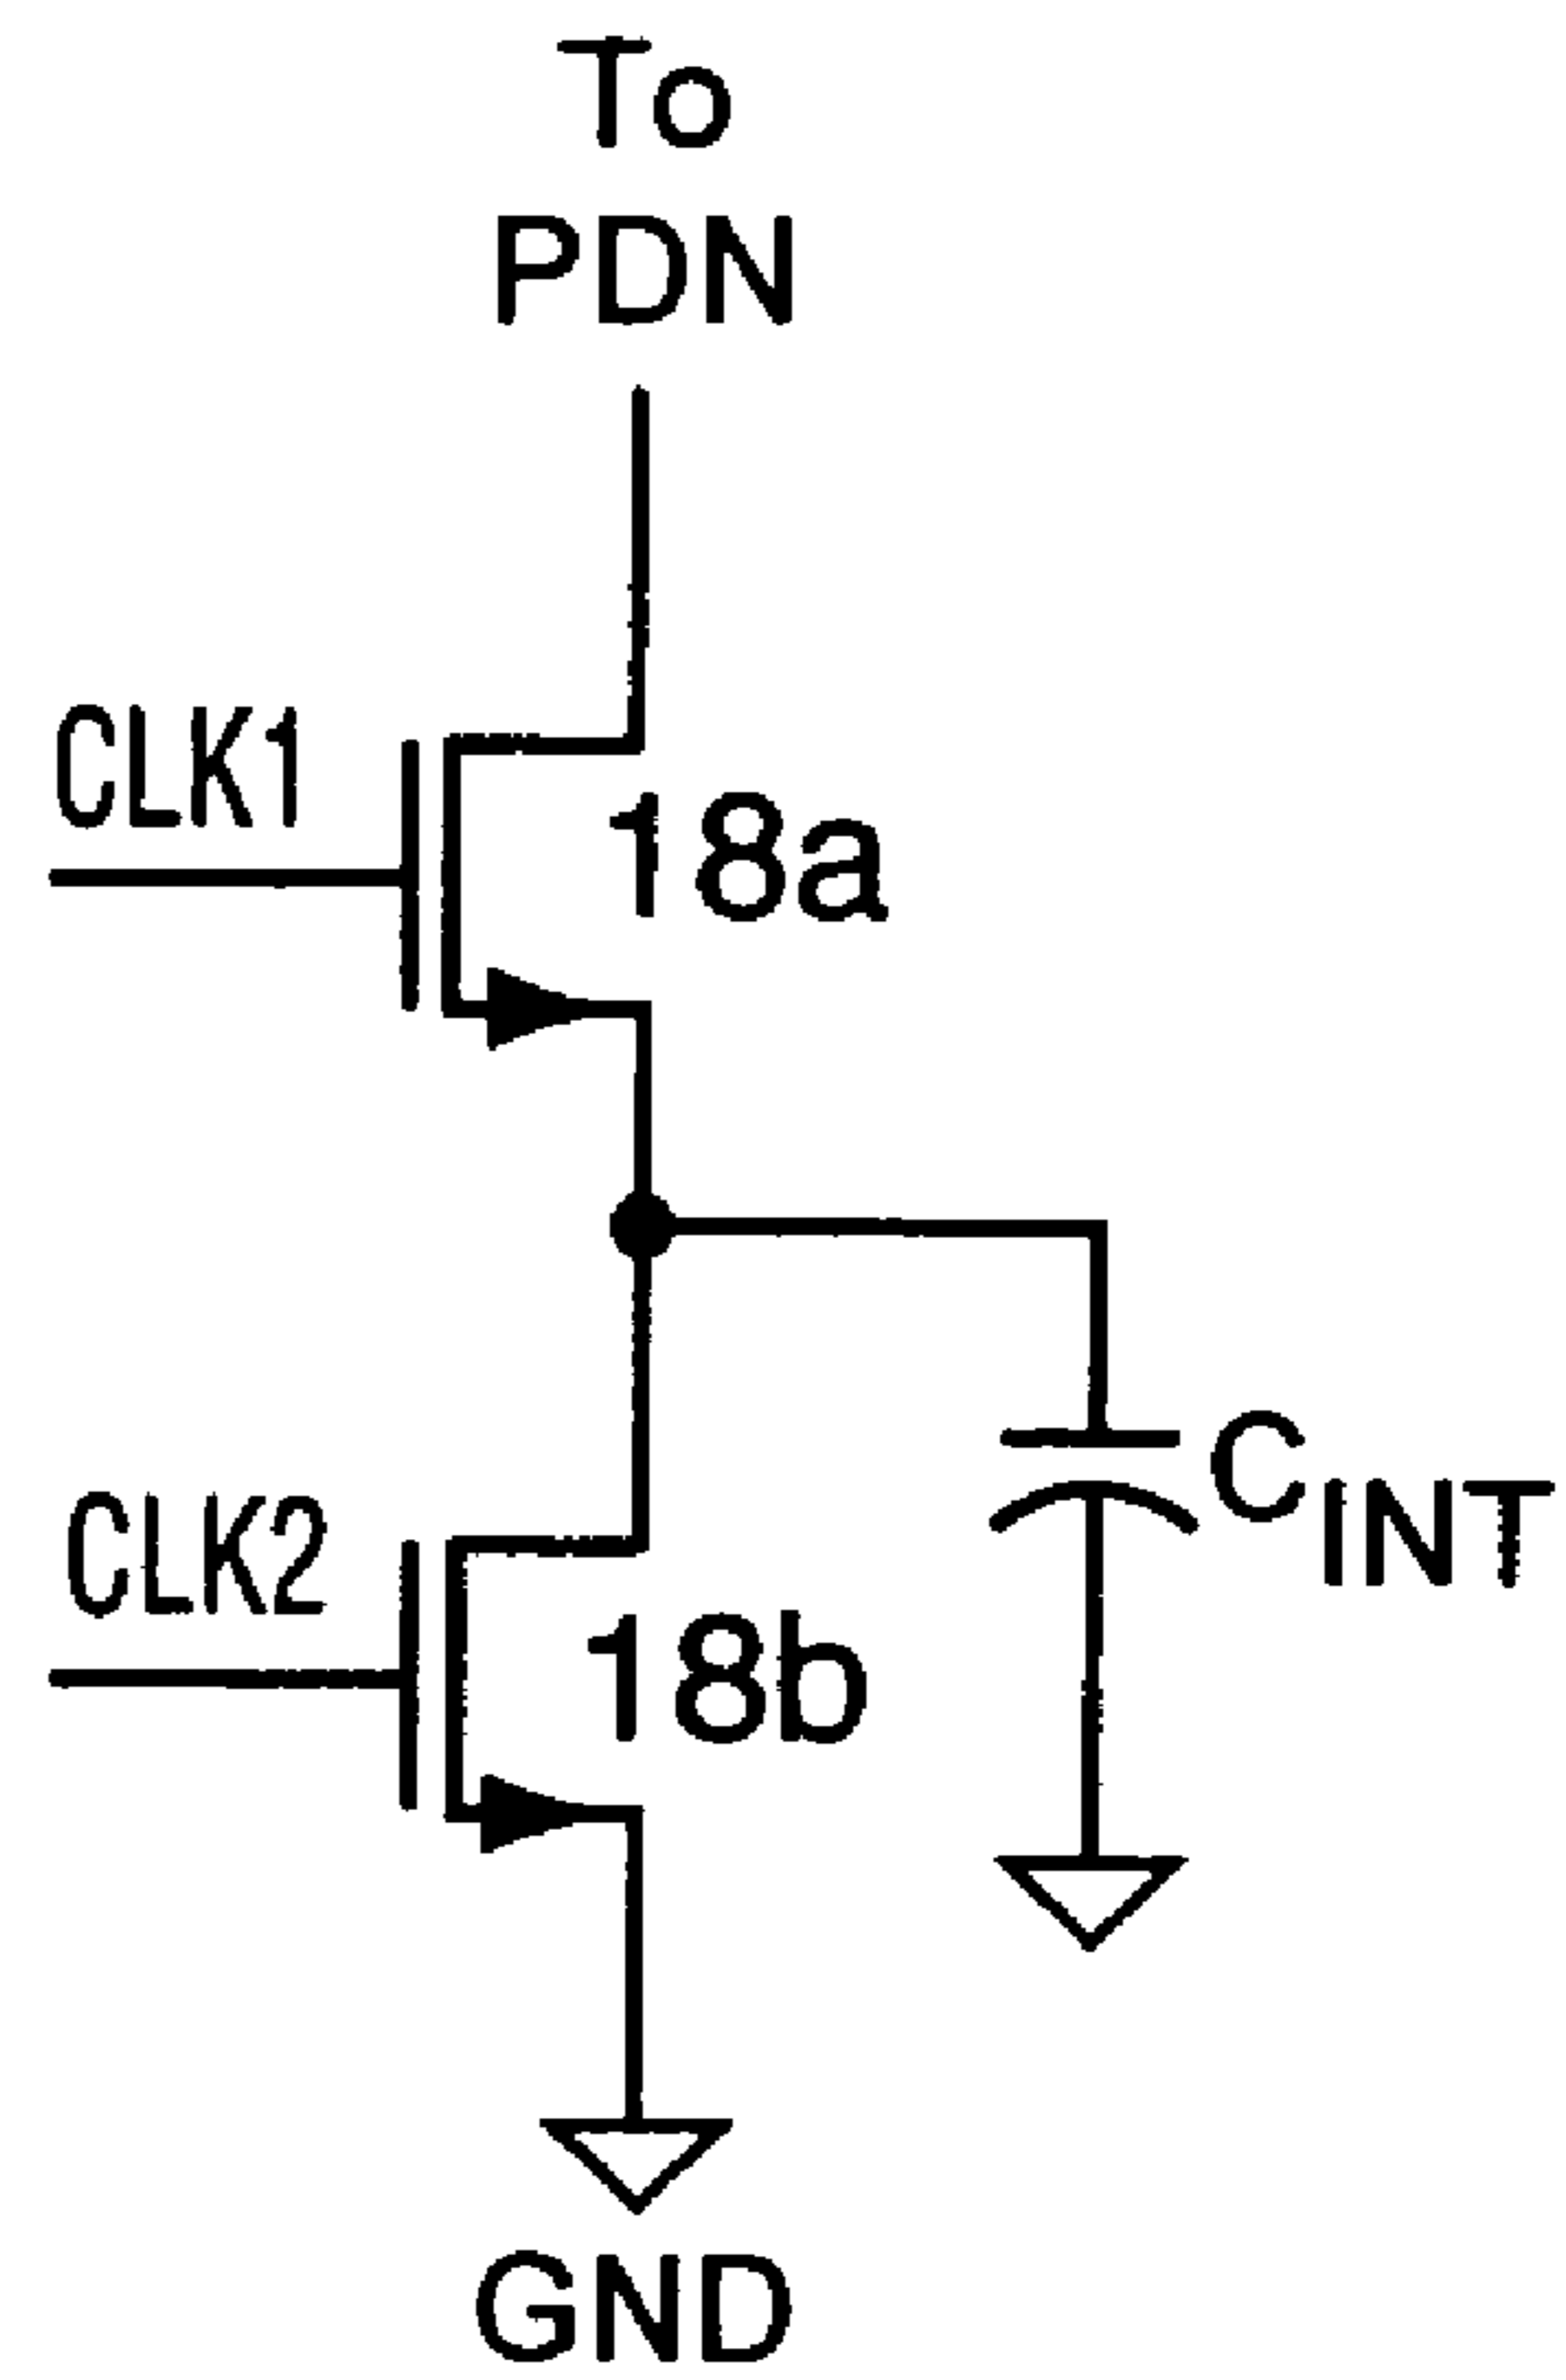 To
PDN
CLK1
18a
CINT
CLK2
18b
GND